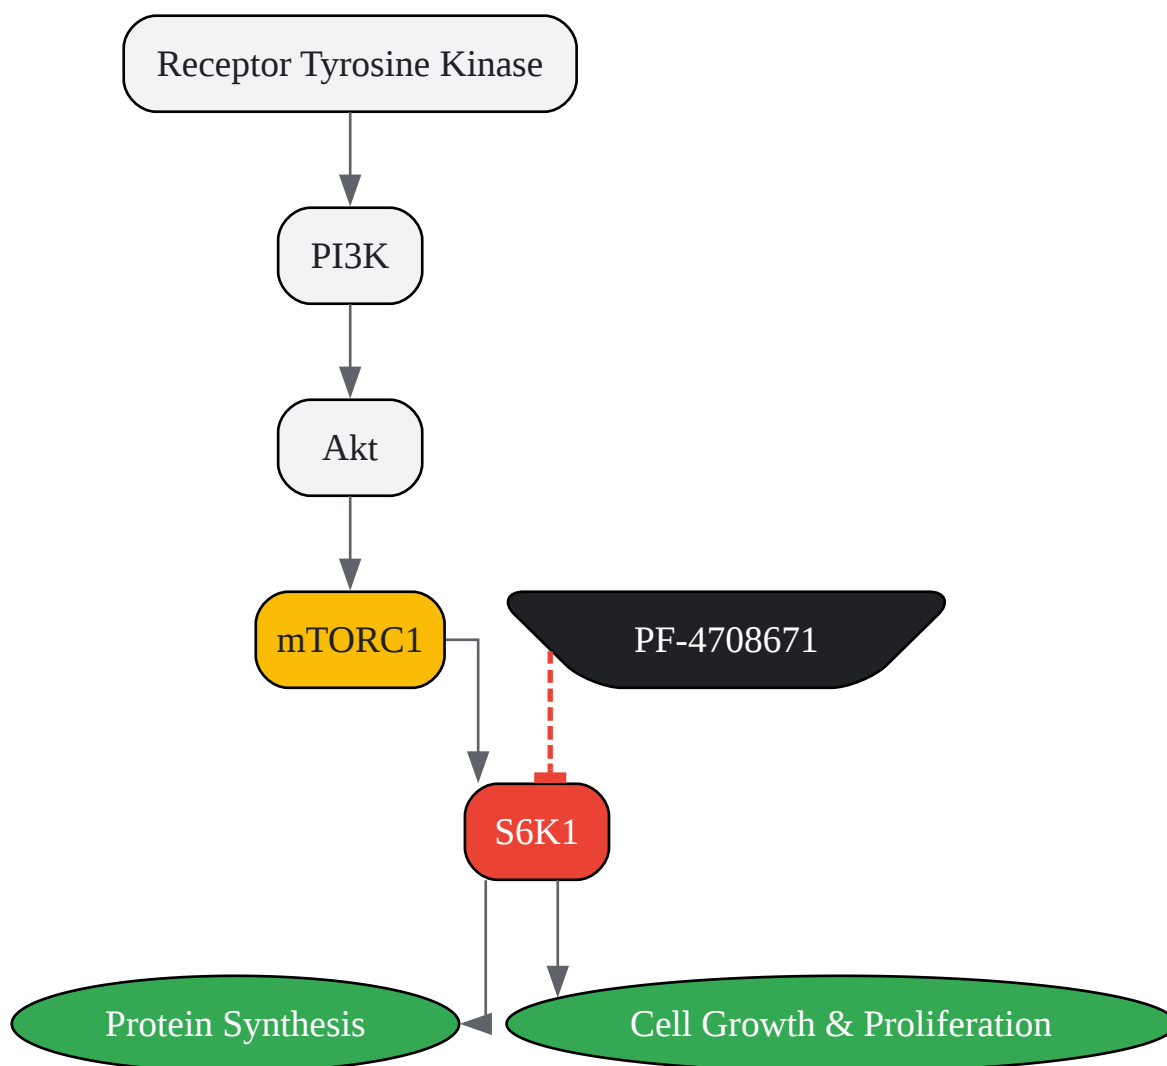 Receptor Tyrosine Kinase
PI3K
Akt
mTORC1
PF-4708671
S6K1
Protein Synthesis
Cell Growth & Proliferation